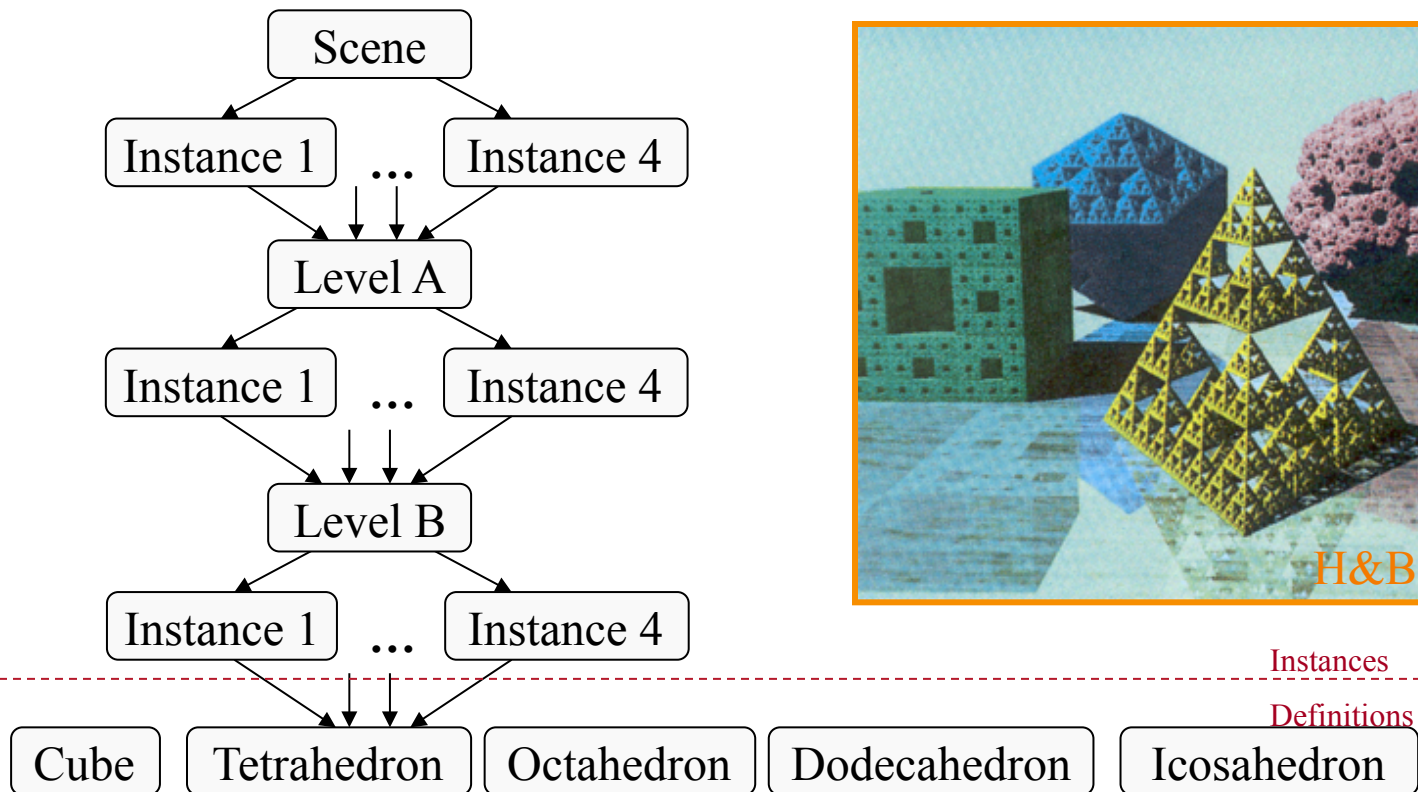 Scene
Instance 1 ... Instance 4
Level A
Instance 1 ... Instance 4
Level B
Instance 1 ... Instance 4
H&B
Instances
Definitions
Cube Tetrahedron Octahedron Dodecahedron Icosahedron